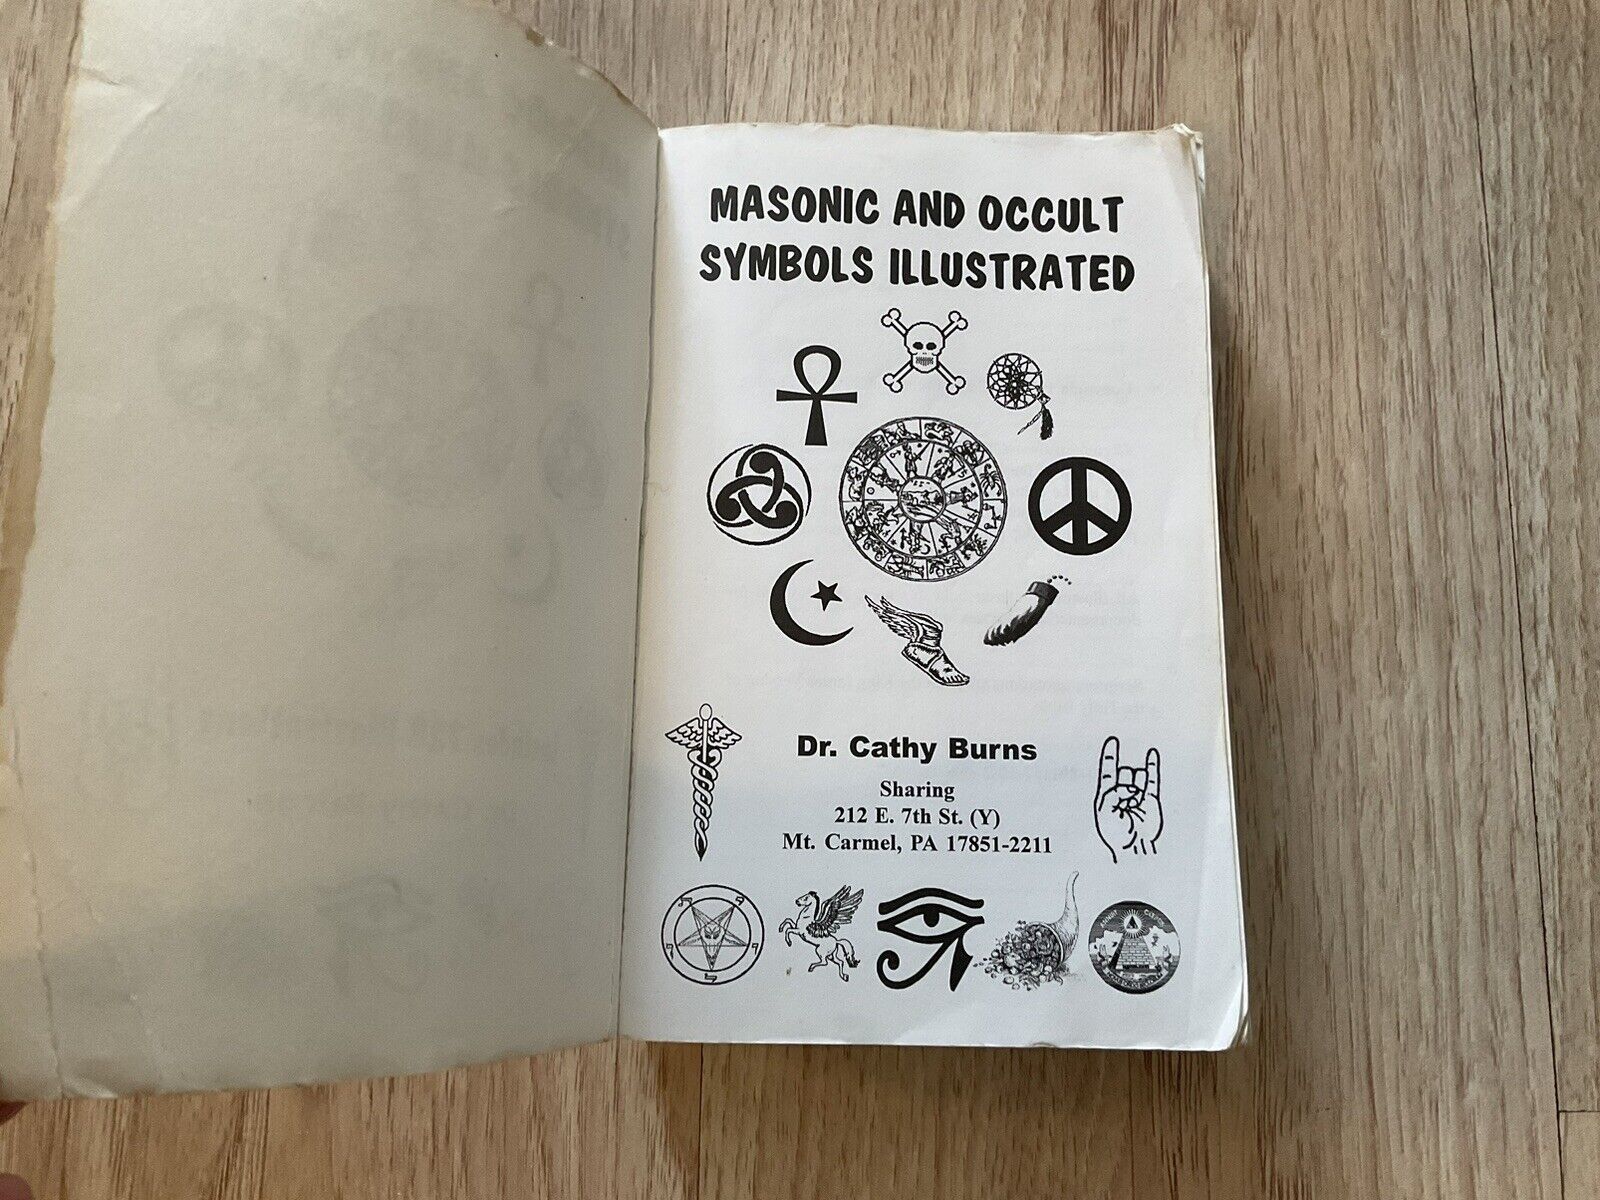 MASONIC AND OCCULT
SYMBOLS ILLUSTRATED
Dr. Cathy Burns
Sharing
212 E. 7th St. (Y)
Mt. Carmel, PA 17851-2211